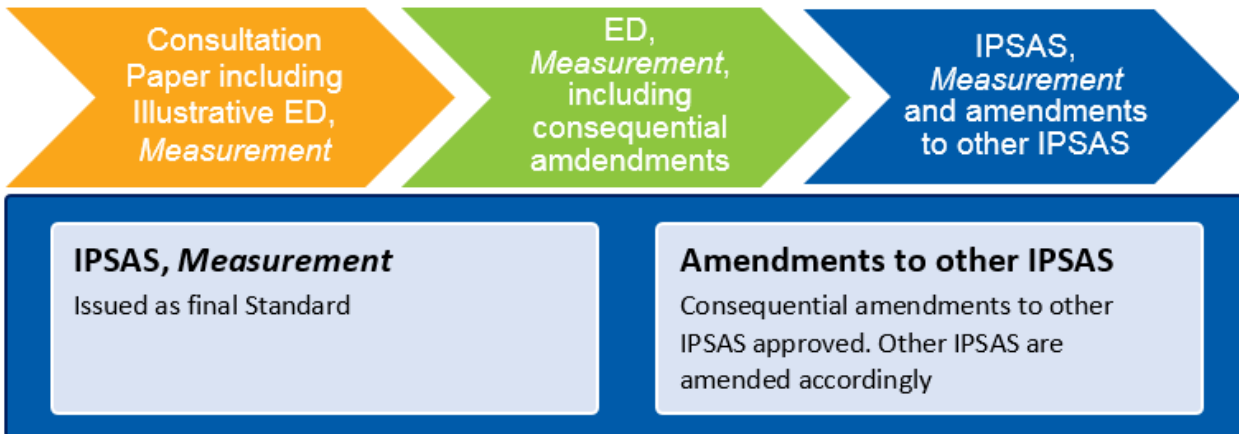 Consultation
Paper including
Illustrative ED,
Measurement
ED,
Measurement,
including
consequential
amdendments
IPSAS,
Measurement
and amendments
to other IPSAS
IPSAS, Measurement
Issued as final Standard
Amendments to other IPSAS
Consequential amendments to other
IPSAS approved. Other IPSAS are
amended accordingly